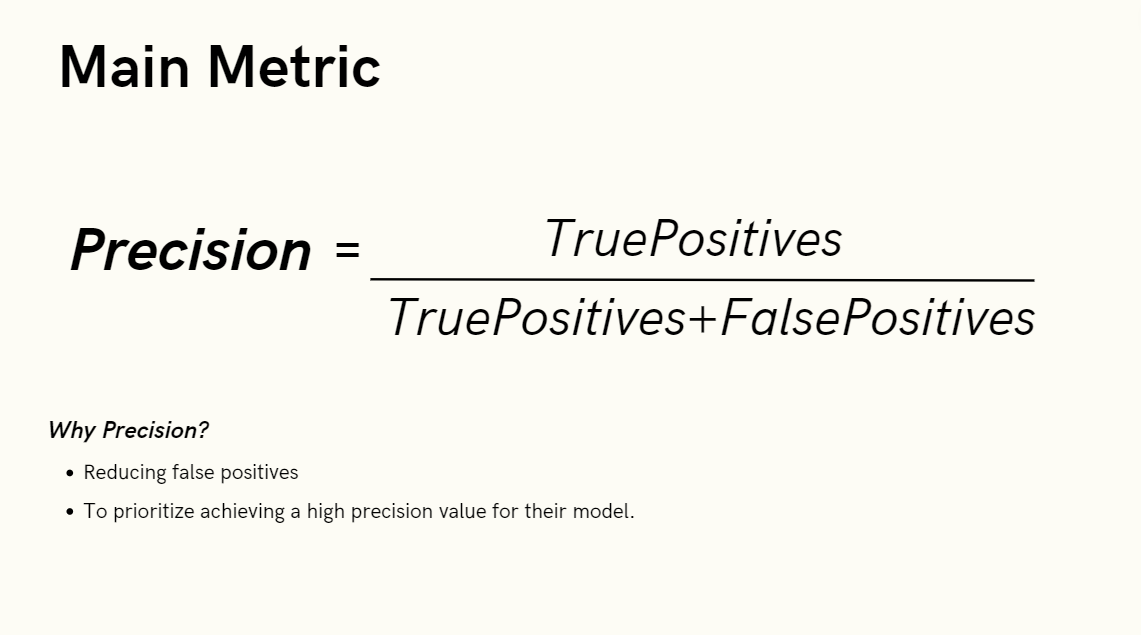 Main Metric
Precision = TruePositives
TruePositives+FalsePositives
Why Precision?
• Reducing false positives
• To prioritize achieving a high precision value for their model.